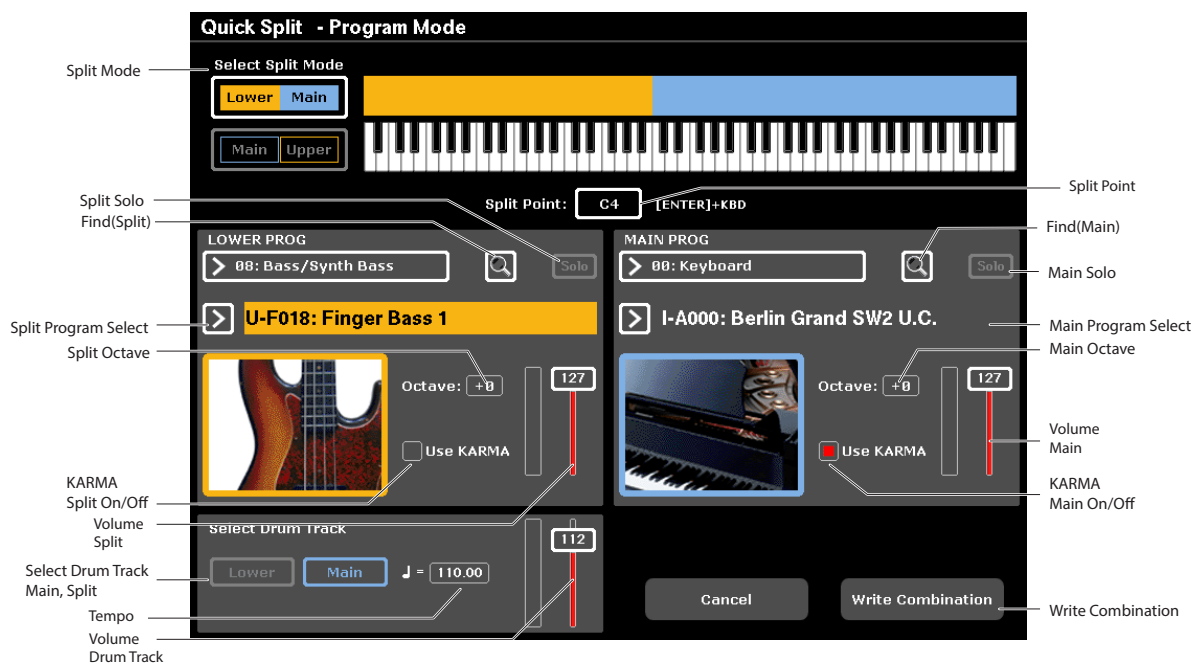 Quick Split - Program Mode
Split Mode
Select Split Mode
Lower Main
Main Upper
Split Point: C4 [ENTER]+KBD
Split Point
Split Solo
Find(Split)
Find(Main)
LOWER PROG
08: Bass/Synth Bass
Solo
MAIN PROG
00: Keyboard
Solo
Main Solo
Split Program Select
U-F018: Finger Bass 1
I-A000: Berlin Grand SW2 U.C.
Main Program Select
Split Octave
Main Octave
Octave: +0
127
Octave: +0
127
Use KARMA
Use KARMA
Volume
Main
KARMA
Split On/Off
KARMA
Main On/Off
Volume
Split
Select Drum Track
112
Select Drum Track
Main, Split
Lower
Main
♩ = 110.00
Cancel
Write Combination
Write Combination
Tempo
Volume
Drum Track